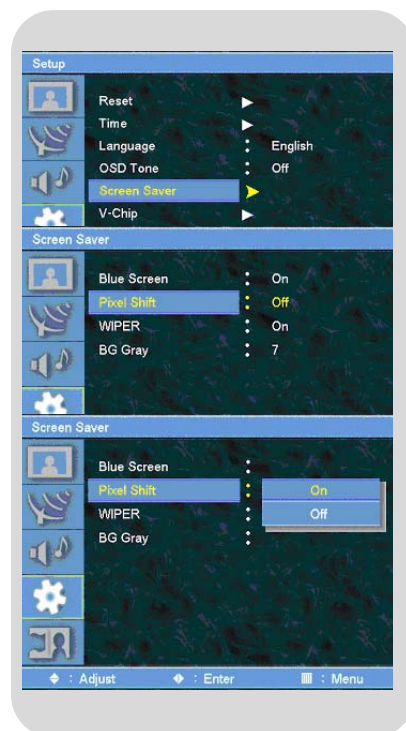 Setup
Reset
Time
Language : English
OSD Tone : Off
Screen Saver
V-Chip
Screen Saver
Blue Screen : On
Pixel Shift : Off
WIPER : On
BG Gray : 7
Screen Saver
Blue Screen :
Pixel Shift : On
WIPER : Off
BG Gray :
: Adjust : Enter : Menu